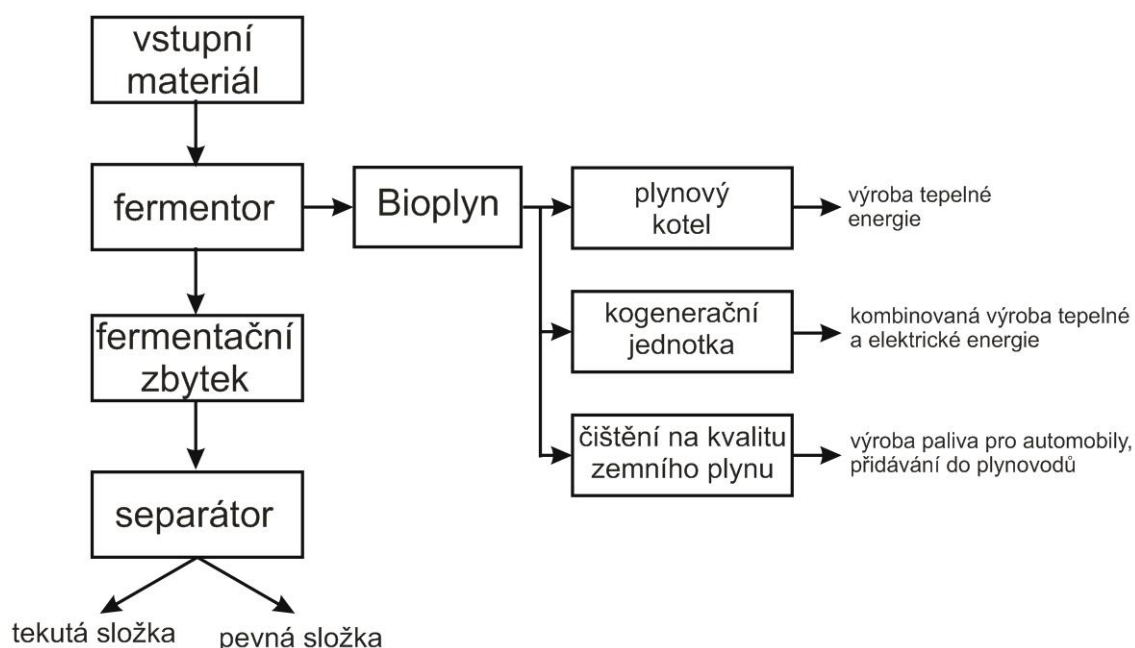 vstupní
materiál
fermentor
Bioplyn
plynový
kotel
výroba tepelné
energie
fermentační
zbytek
kogenerační
jednotka
kombinovaná výroba tepelné
a elektrické energie
čištění na kvalitu
zemního plynu
výroba paliva pro automobily,
přidávání do plynovodů
separátor
tekutá složka
pevná složka